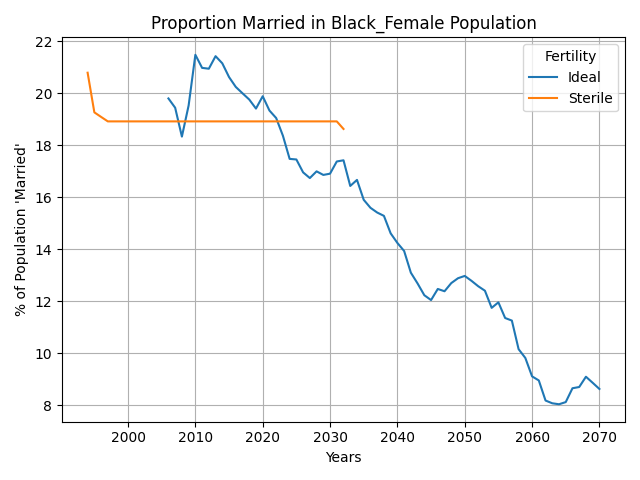 Proportion Married in Black_Female Population
% of Population 'Married'
22
20
18
16
14
12
10
8
Fertility
Ideal
Sterile
2000 2010 2020 2030 2040 2050 2060 2070
Years